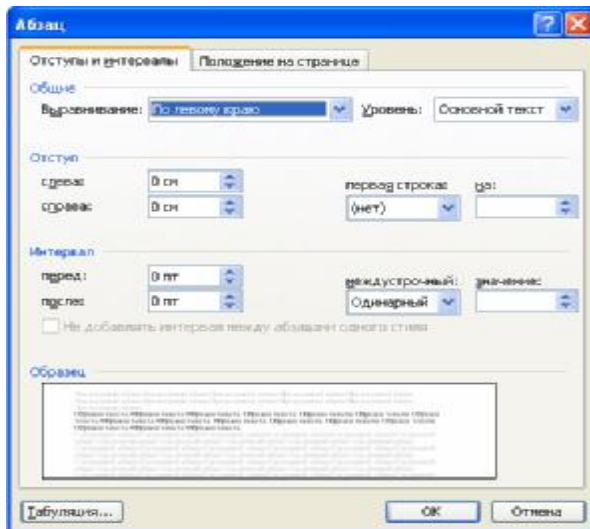 Абзац
Отступы и интервалы Положение на странице
Общие
Выравнивание: По левому краю Уровень: Основной текст
Отступ
слева: 0 см первая строка: на:
справа: 0 см (нет)
Интервал
перед: 0 пт междустрочный: значение:
после: 0 пт Одинарный
Не добавлять интервал между абзацами одного стиля
Образец
Табуляция... ОК Отмена